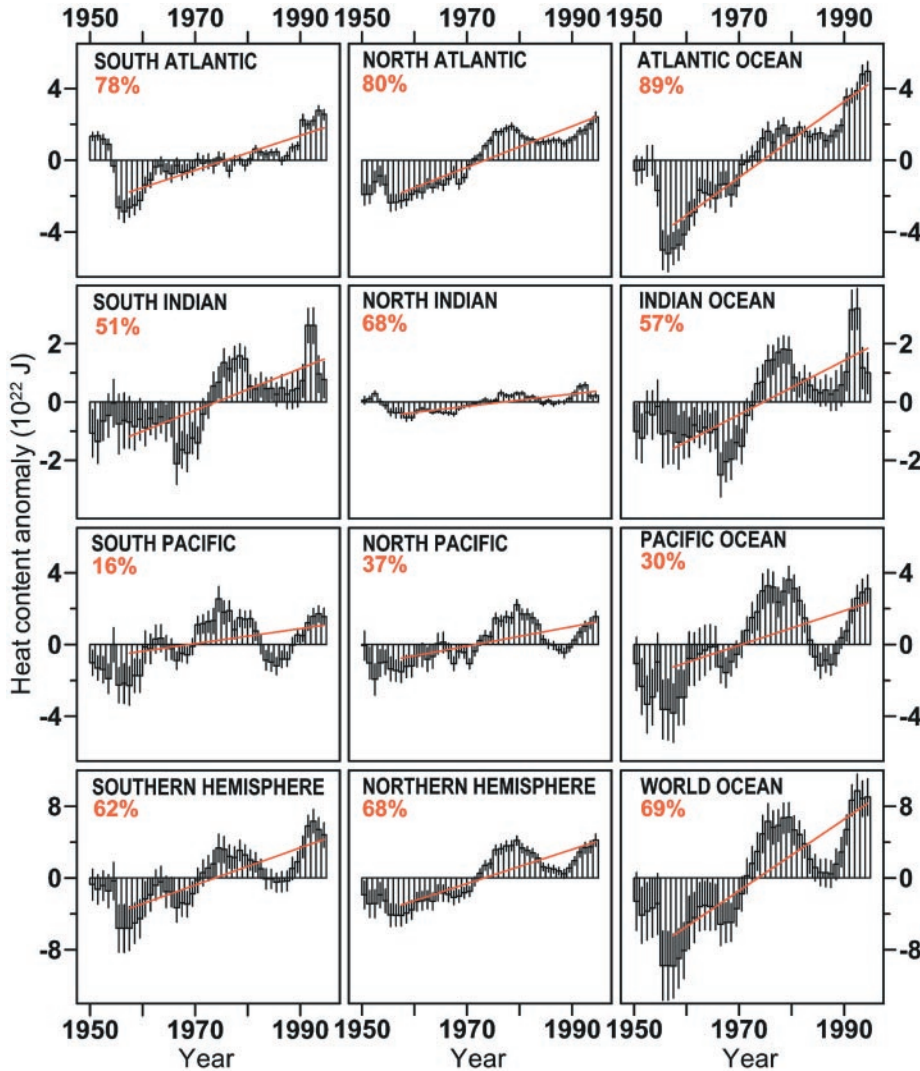 1950 1970 1990 1950 1970 1990 1950 1970 1990
SOUTH ATLANTIC
78%
NORTH ATLANTIC
80%
ATLANTIC OCEAN
89%
4 4
0 0
-4 -4
SOUTH INDIAN
51%
NORTH INDIAN
68%
INDIAN OCEAN
57%
2 2
0 0
-2 -2
Heat content anomaly (10²² J)
SOUTH PACIFIC
16%
NORTH PACIFIC
37%
PACIFIC OCEAN
30%
4 4
0 0
-4 -4
SOUTHERN HEMISPHERE
62%
NORTHERN HEMISPHERE
68%
WORLD OCEAN
69%
8 8
0 0
-8 -8
1950 1970 1990 1950 1970 1990 1950 1970 1990
Year Year Year